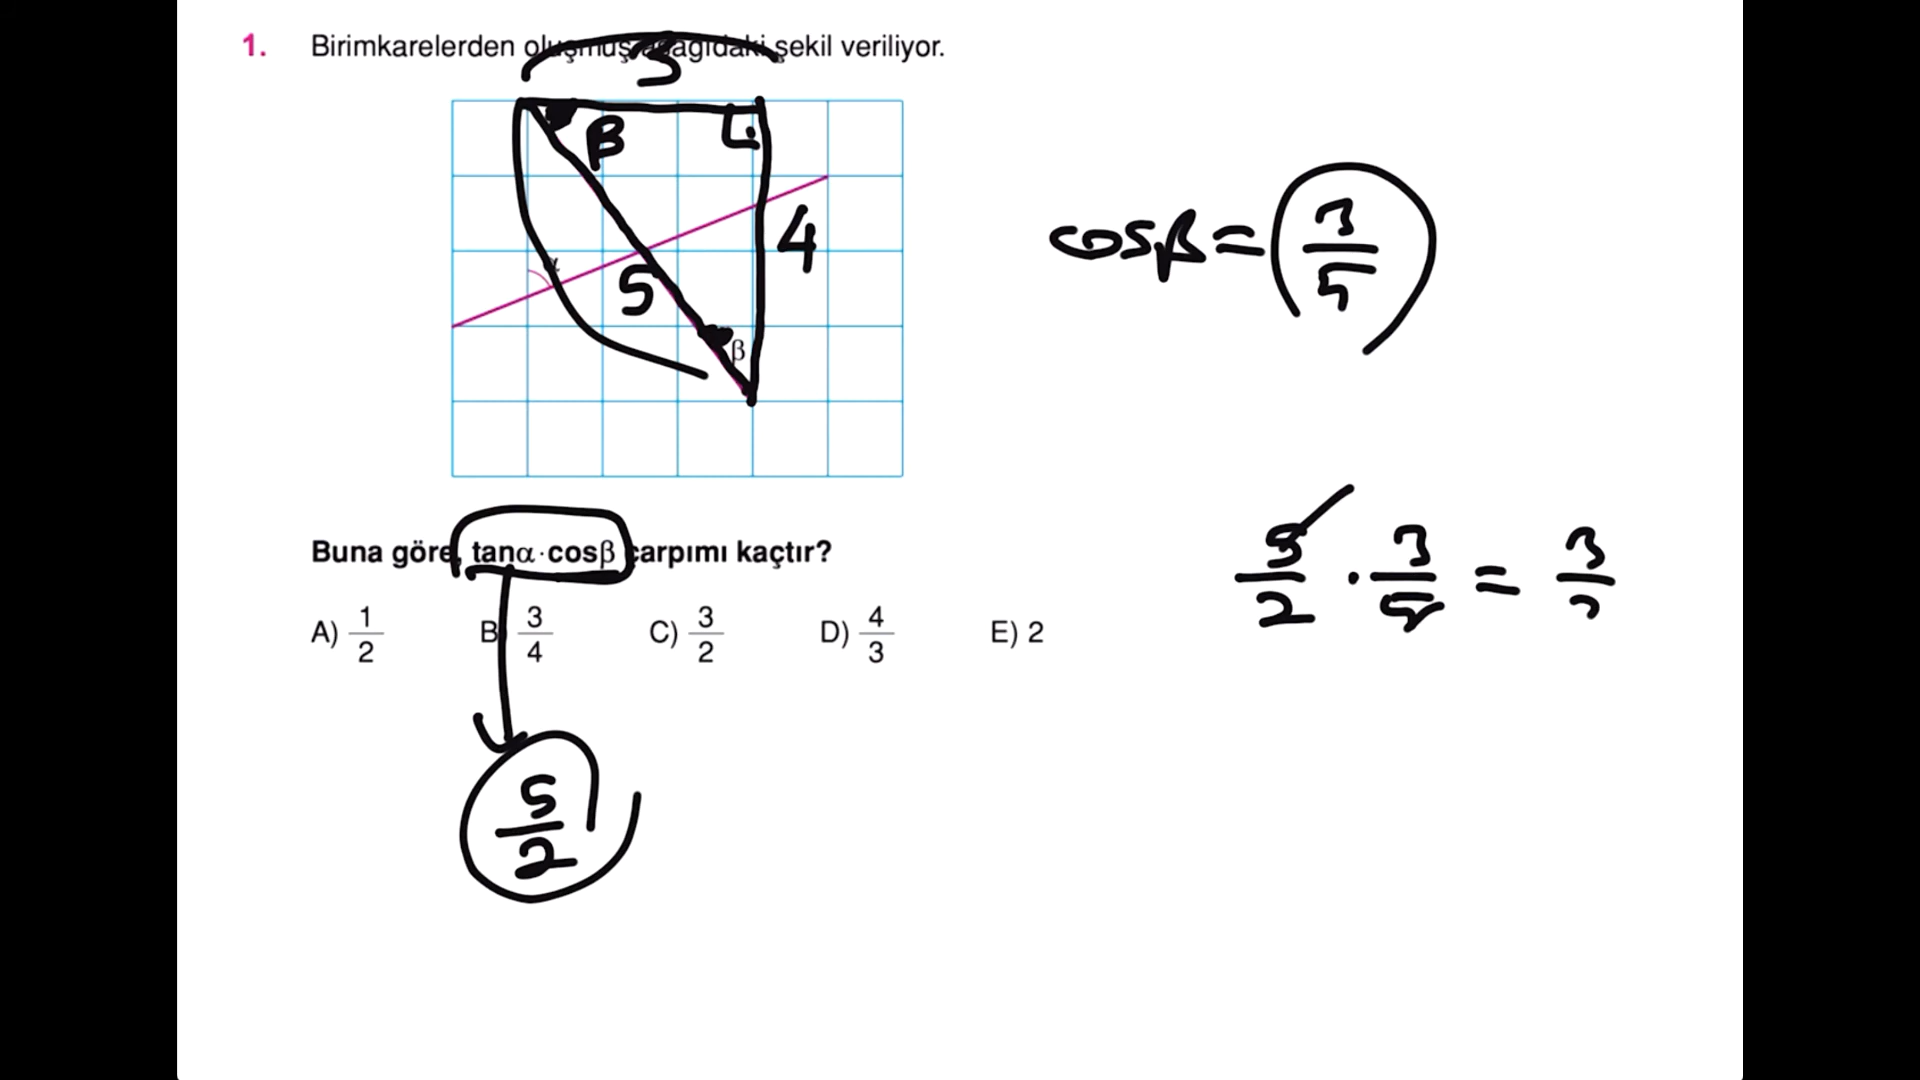 1. Birimkarelerden oluşmuş aşağıdaki şekil veriliyor.
3
β
4
α
5
β
cosβ = 3/5
Buna göre, tanα·cosβ çarpımı kaçtır?
5/2 · 3/5 = 3/2
A) 1/2 B) 3/4 C) 3/2 D) 4/3 E) 2
5/2